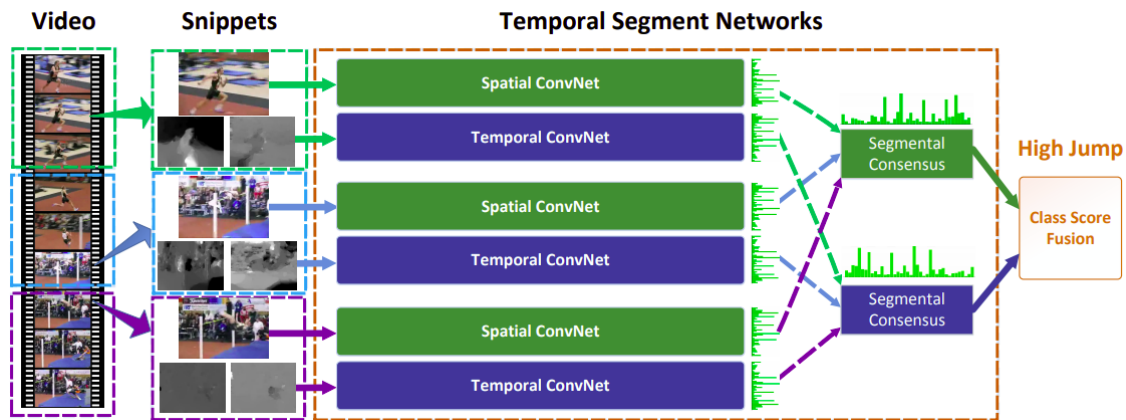 Video
Snippets
Temporal Segment Networks
Spatial ConvNet
Temporal ConvNet
Spatial ConvNet
Temporal ConvNet
Spatial ConvNet
Temporal ConvNet
Segmental
Consensus
Segmental
Consensus
High Jump
Class Score
Fusion